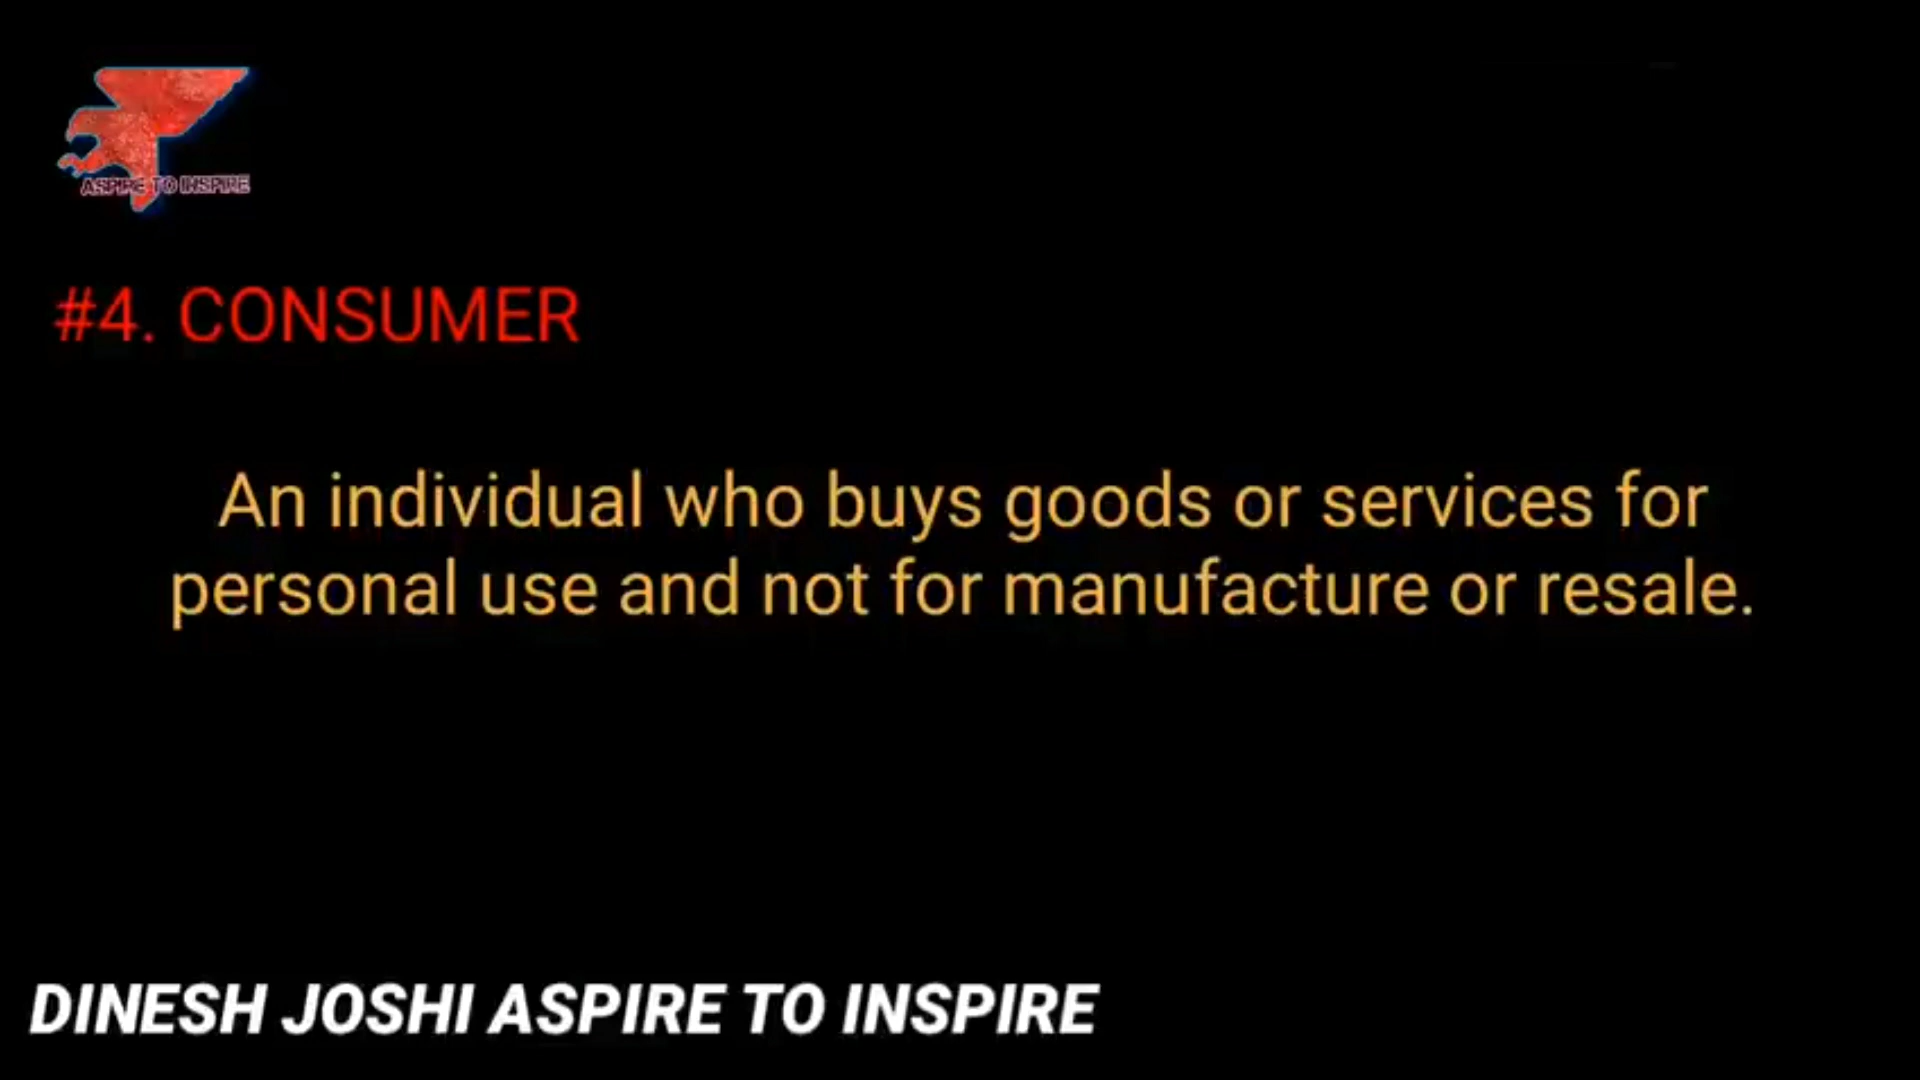 ASPIRE TO INSPIRE
#4. CONSUMER
An individual who buys goods or services for
personal use and not for manufacture or resale.
DINESH JOSHI ASPIRE TO INSPIRE